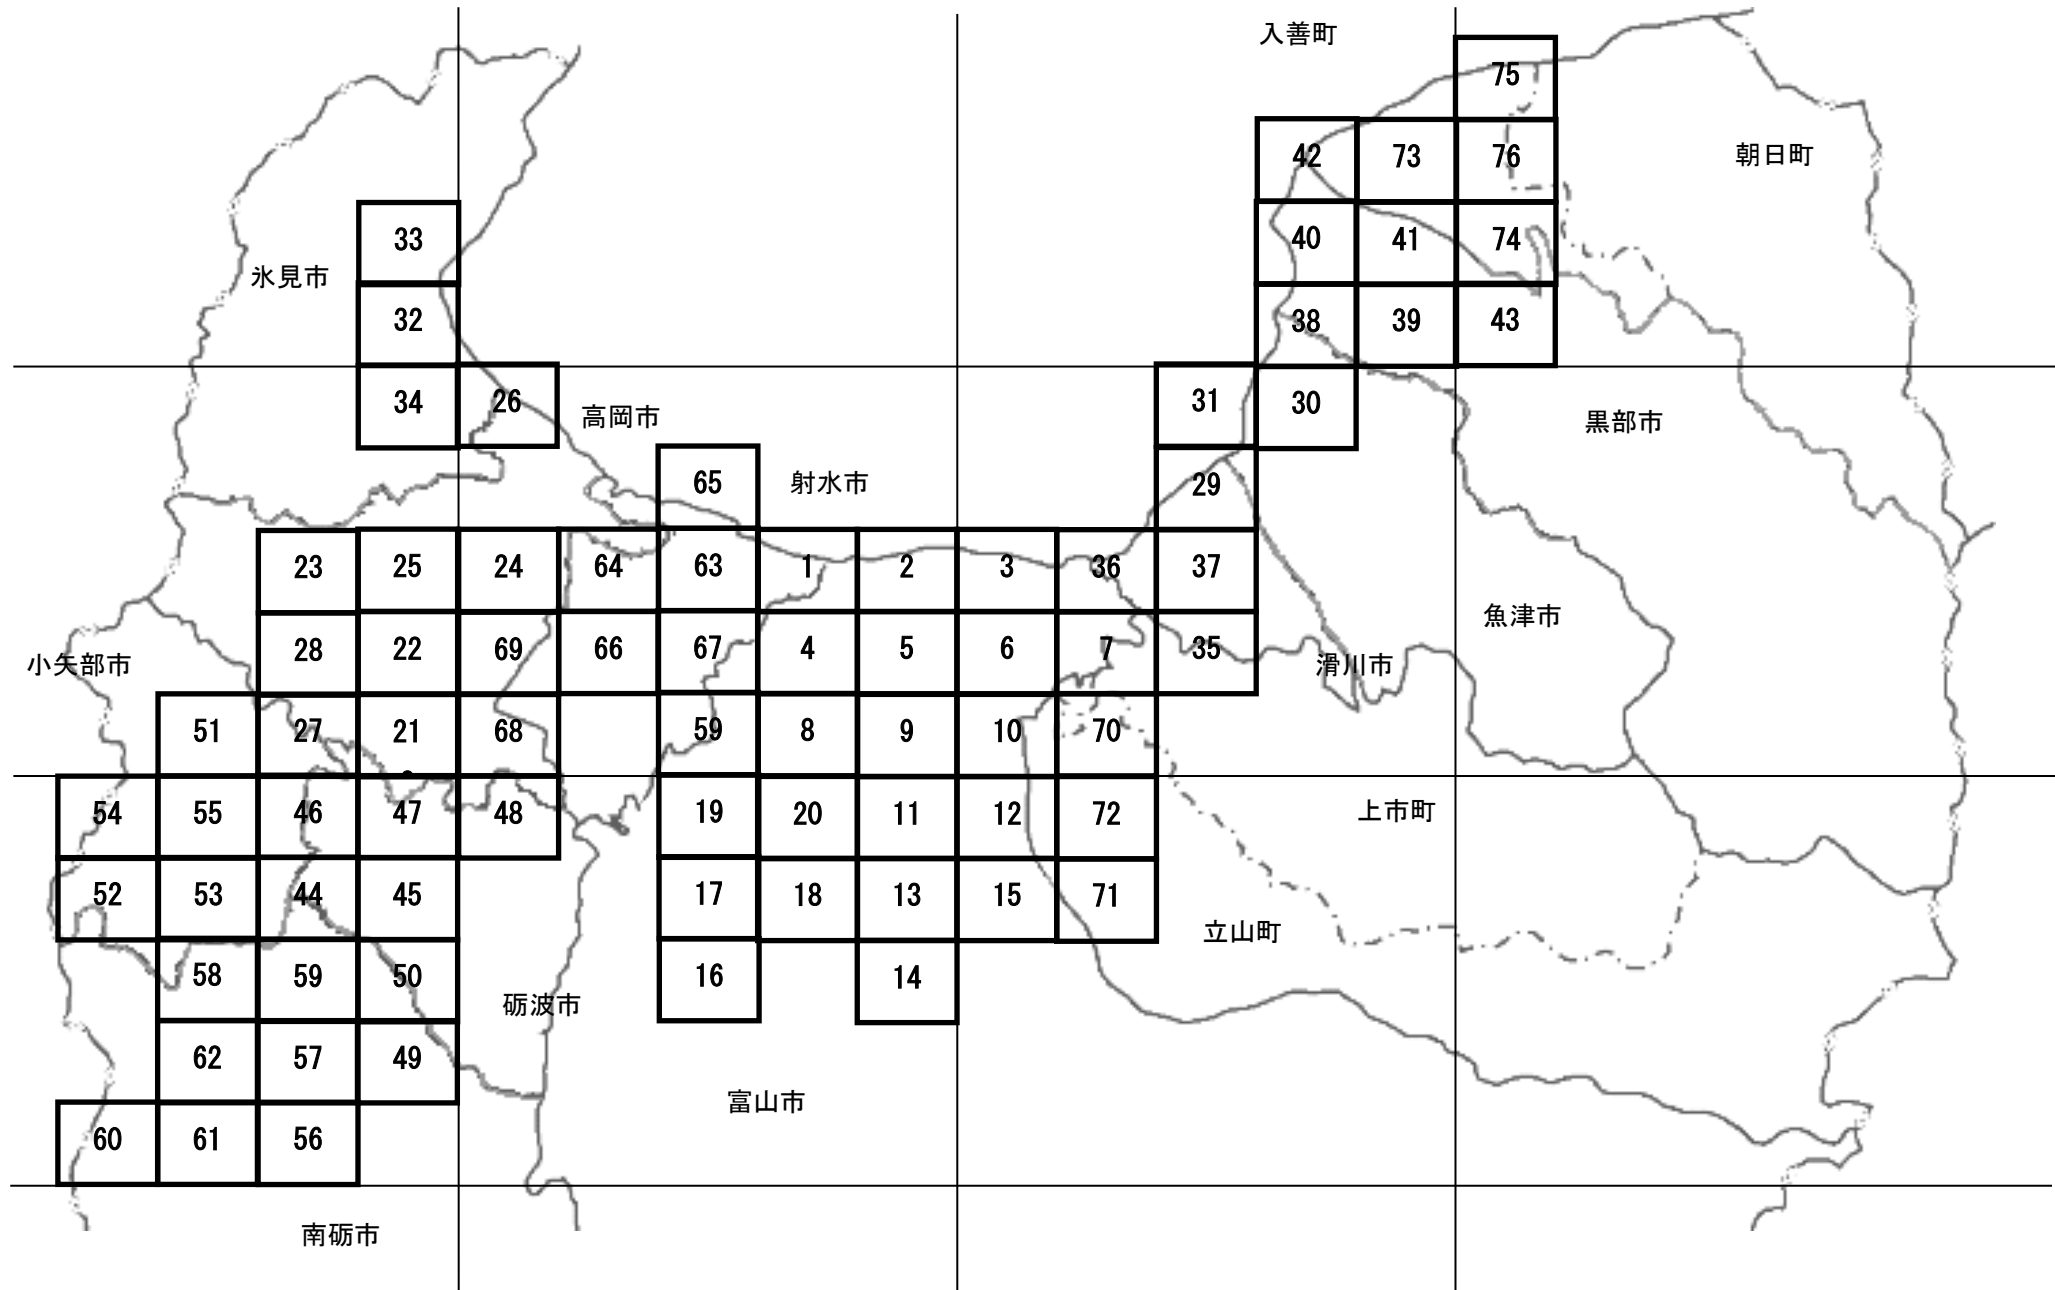 入善町
75
42 73 76 朝日町
33 40 41 74
氷見市
32 38 39 43
34 26 高岡市 31 30 黒部市
65 射水市 29
23 25 24 64 63 1 2 3 36 37
魚津市
小矢部市 28 22 69 66 67 4 5 6 7 35 滑川市
51 27 21 68 59 8 9 10 70
54 55 46 47 48 19 20 11 12 72 上市町
52 53 44 45 17 18 13 15 71
立山町
58 59 50 16 14
砺波市
62 57 49
富山市
60 61 56
南砺市